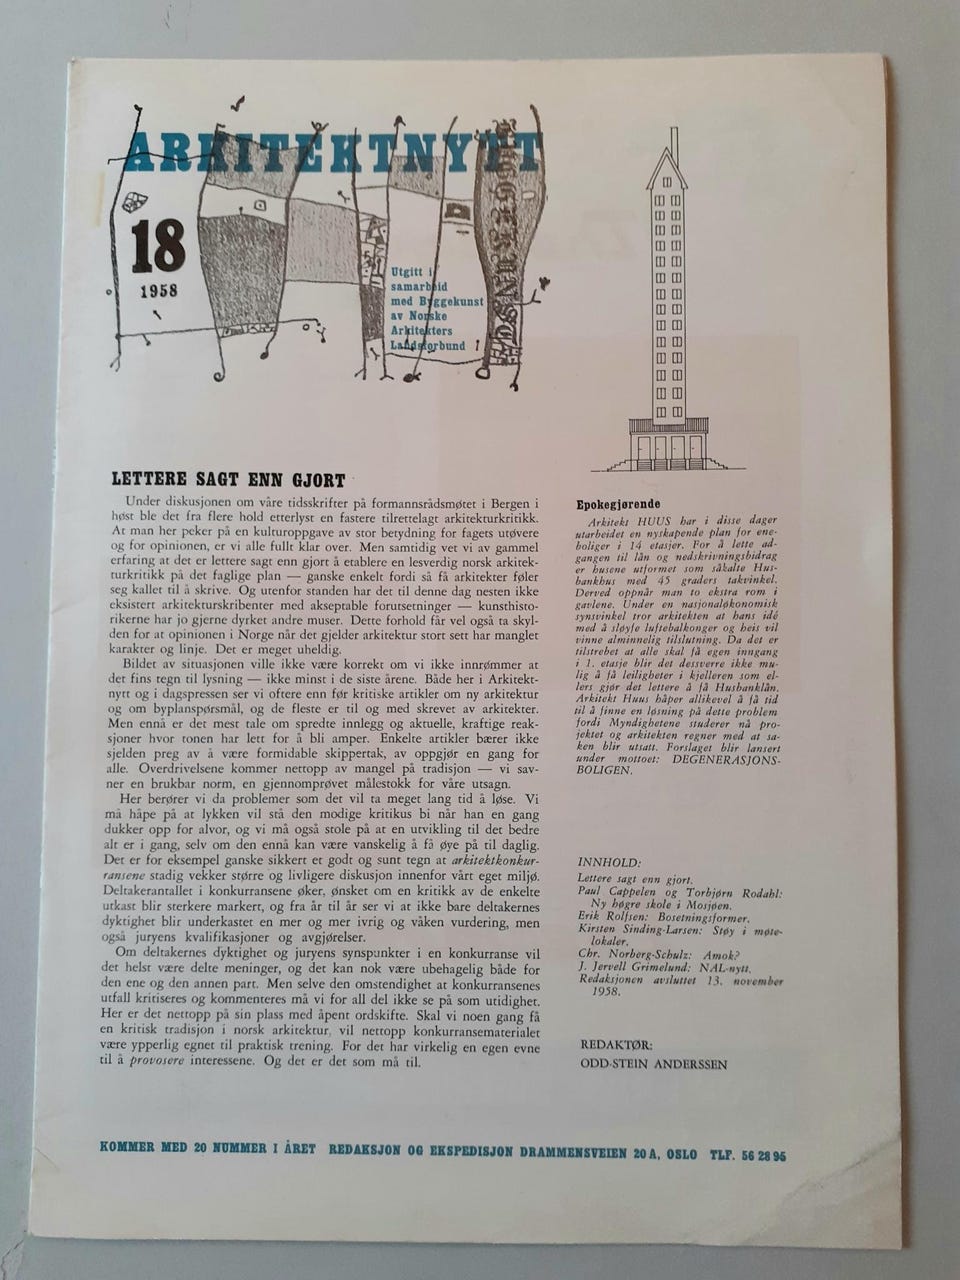 ARKITEKTNYTT
18
1958
Utgitt i
samarbeid
med Byggekunst
av Norske
Arkitekters
Landsforbund
LETTERE SAGT ENN GJORT
Under diskusjonen om våre tidsskrifter på formannsrådsmøtet i Bergen i
høst ble det fra flere hold etterlyst en fastere tilrettelagt arkitekturkritikk.
At man her peker på en kulturoppgave av stor betydning for fagets utøvere
og for opinionen, er vi alle fullt klar over. Men samtidig vet vi av gammel
erfaring at det er lettere sagt enn gjort å etablere en lesverdig norsk arkitek-
turkritikk på det faglige plan — ganske enkelt fordi så få arkitekter føler
seg kallet til å skrive. Og utenfor standen har det til denne dag nesten ikke
eksistert arkitekturskribenter med akseptable forutsetninger — kunsthisto-
rikerne har jo gjerne dyrket andre muser. Dette forhold får vel også ta skyl-
den for at opinionen i Norge når det gjelder arkitektur stort sett har manglet
karakter og linje. Det er meget uheldig.
Bildet av situasjonen ville ikke være korrekt om vi ikke innrømmer at
det fins tegn til lysning — ikke minst i de siste årene. Både her i Arkitekt-
nytt og i dagspressen ser vi oftere enn før kritiske artikler om ny arkitektur
og om byplanspørsmål, og de fleste er til og med skrevet av arkitekter.
Men ennå er det mest tale om spredte innlegg og aktuelle, kraftige reak-
sjoner hvor tonen har lett for å bli amper. Enkelte artikler bærer ikke
sjelden preg av å være formidable skippertak, av oppgjør en gang for
alle. Overdrivelsene kommer nettopp av mangel på tradisjon — vi sav-
ner en brukbar norm, en gjennomprøvet målestokk for våre utsagn.
Her berører vi da problemer som det vil ta meget lang tid å løse. Vi
må håpe på at lykken vil stå den modige kritikus bi når han en gang
dukker opp for alvor, og vi må også stole på at en utvikling til det bedre
alt er i gang, selv om den ennå kan være vanskelig å få øye på til daglig.
Det er for eksempel ganske sikkert et godt og sunt tegn at arkitektkonkur-
ransene stadig vekker større og livligere diskusjon innenfor vårt eget miljø.
Deltakerantallet i konkurransene øker, ønsket om en kritikk av de enkelte
utkast blir sterkere markert, og fra år til år ser vi at ikke bare deltakernes
dyktighet blir underkastet en mer og mer ivrig og våken vurdering, men
også juryens kvalifikasjoner og avgjørelser.
Om deltakernes dyktighet og juryens synspunkter i en konkurranse vil
det helst være delte meninger, og det kan nok være ubehagelig både for
den ene og den annen part. Men selve den omstendighet at konkurransenes
utfall kritiseres og kommenteres må vi for all del ikke se på som utidighet.
Her er det nettopp på sin plass med åpent ordskifte. Skal vi noen gang få
en kritisk tradisjon i norsk arkitektur, vil nettopp konkurransematerialet
være ypperlig egnet til praktisk trening. For det har virkelig en egen evne
til å provosere interessene. Og det er det som må til.
Epokegjørende
Arkitekt HUUS har i disse dager
utarbeidet en nyskapende plan for ene-
boliger i 14 etasjer. For å lette ad-
gangen til lån og nedskrivningsbidrag
er husene utformet som såkalte Hus-
bankhus med 45 graders takvinkel.
Derved oppnår man to ekstra rom i
gavlene. Under en nasjonaløkonomisk
synsvinkel tror arkitekten at hans idé
med å sløyfe luftebalkonger og heis vil
vinne alminnelig tilslutning. Da det er
tilstrebet at alle skal få egen inngang
i 1. etasje blir det dessverre ikke mu-
lig å få leiligheter i kjelleren som el-
lers gjør det lettere å få Husbanklån.
Arkitekt Huus håper allikevel å få tid
til å finne en løsning på dette problem
fordi Myndighetene studerer nå pro-
jektet og arkitekten regner med at sa-
ken blir utsatt. Forslaget blir lansert
under mottoet: DEGENERASJONS-
BOLIGEN.
INNHOLD:
Lettere sagt enn gjort.
Paul Cappelen og Torbjørn Rodahl:
Ny høgre skole i Mosjøen.
Erik Rolfsen: Bosetningsformer.
Kirsten Sinding-Larsen: Støy i møte-
lokaler.
Chr. Norberg-Schulz: Amok?
J. Jervell Grimelund: NAL-nytt.
Redaksjonen avsluttet 13. november
1958.
REDAKTØR:
ODD-STEIN ANDERSSEN
KOMMER MED 20 NUMMER I ÅRET REDAKSJON OG EKSPEDISJON DRAMMENSVEIEN 20 A, OSLO TLF. 56 28 95